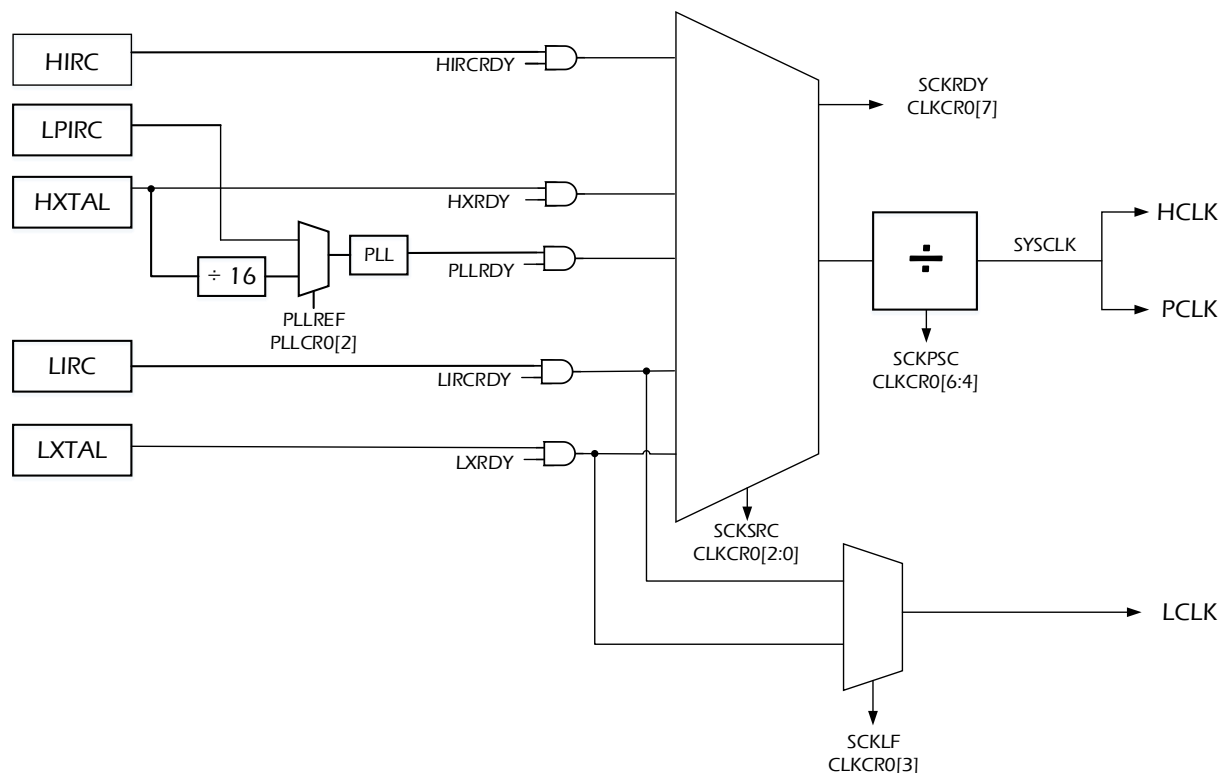 HIRC
HIRCRDY
SCKRDY
CLKCR0[7]
LPIRC
HXTAL
HXRDY
÷ 16
PLL
PLLRDY
PLLREF
PLLCR0[2]
÷
SYSCLK
HCLK
PCLK
SCKPSC
CLKCR0[6:4]
LIRC
LIRCRDY
LXTAL
LXRDY
SCKSRC
CLKCR0[2:0]
LCLK
SCKLF
CLKCR0[3]